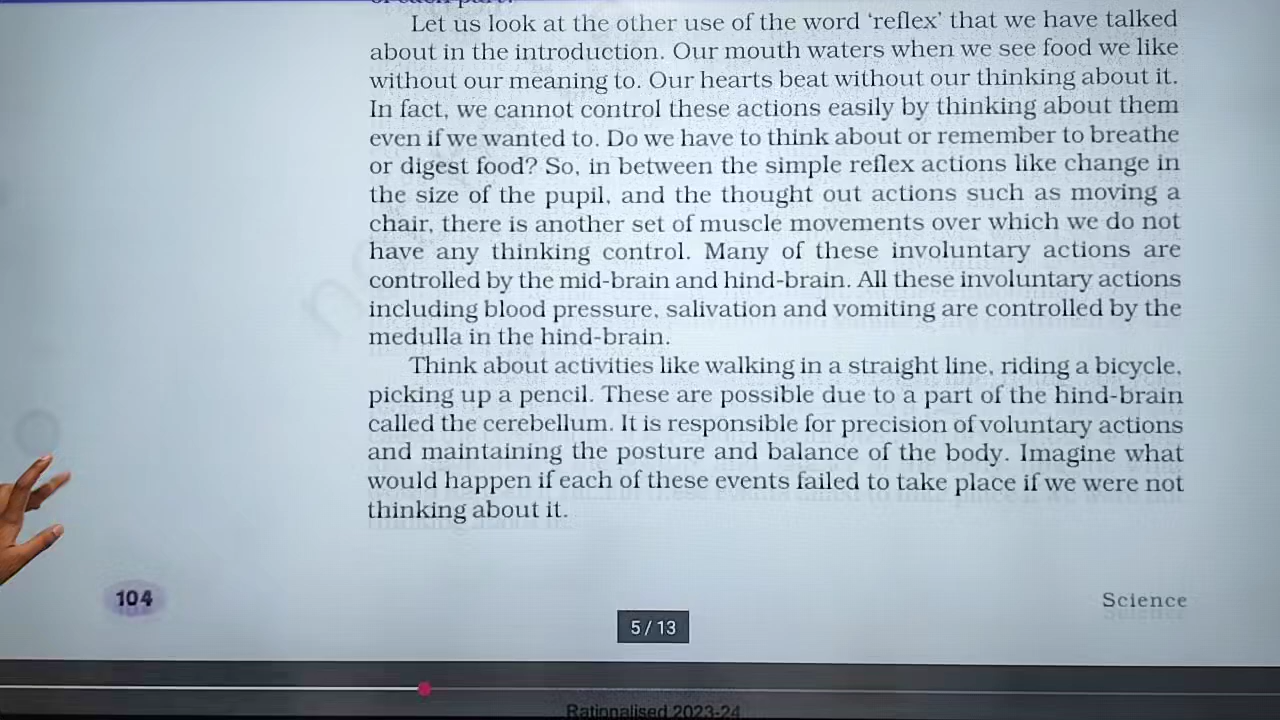 of each part.
Let us look at the other use of the word ‘reflex’ that we have talked
about in the introduction. Our mouth waters when we see food we like
without our meaning to. Our hearts beat without our thinking about it.
In fact, we cannot control these actions easily by thinking about them
even if we wanted to. Do we have to think about or remember to breathe
or digest food? So, in between the simple reflex actions like change in
the size of the pupil, and the thought out actions such as moving a
chair, there is another set of muscle movements over which we do not
have any thinking control. Many of these involuntary actions are
controlled by the mid-brain and hind-brain. All these involuntary actions
including blood pressure, salivation and vomiting are controlled by the
medulla in the hind-brain.
Think about activities like walking in a straight line, riding a bicycle,
picking up a pencil. These are possible due to a part of the hind-brain
called the cerebellum. It is responsible for precision of voluntary actions
and maintaining the posture and balance of the body. Imagine what
would happen if each of these events failed to take place if we were not
thinking about it.
104
Science
5 / 13
Rationalised 2023-24